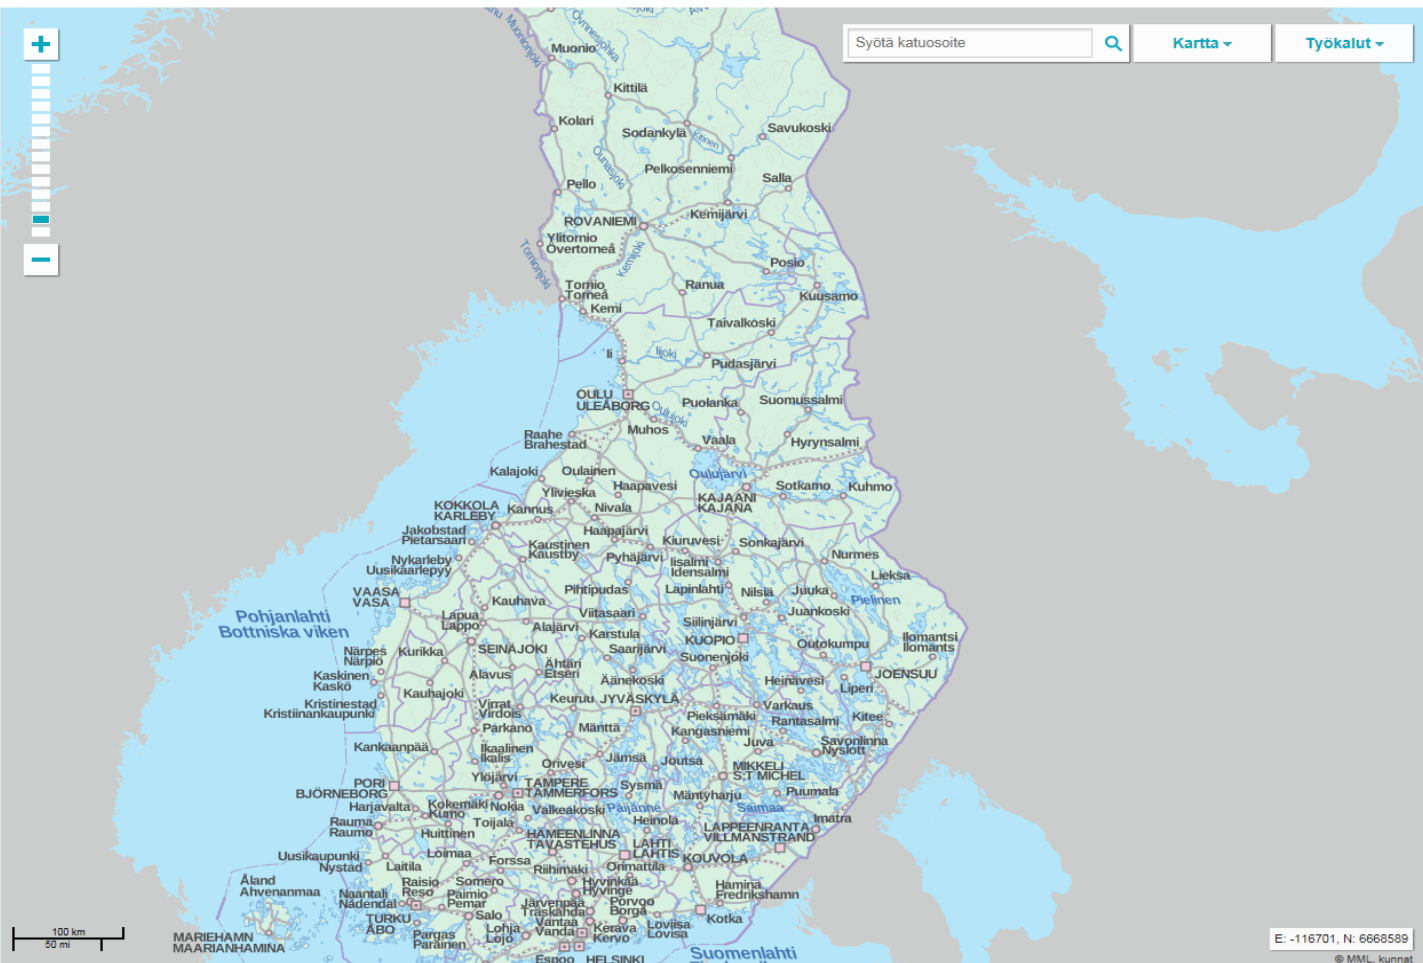 Syötä katuosoite
Kartta
Työkalut
Muonionjoki
Övnnesjohka
Muonio
Kittilä
Kolari
Sodankylä
Kitinen
Savukoski
Ounasjoki
Pelkosenniemi
Pello
Salla
ROVANIEMI
Kemijärvi
Ylitornio
Övertorneå
Tornionjoki
Kemijoki
Posio
Tornio
Torneå
Ranua
Kuusamo
Kemi
Taivalkoski
Ii
Iijoki
Pudasjärvi
OULU
ULEÅBORG
Oulujoki
Puolanka
Suomussalmi
Muhos
Raahe
Brahestad
Vaala
Hyrynsalmi
Kalajoki
Oulainen
Oulujärvi
Haapavesi
Sotkamo
Kuhmo
Ylivieska
KAJAANI
KAJANA
KOKKOLA
KARLEBY
Kannus
Nivala
Jakobstad
Pietarsaari
Haapajärvi
Kaustinen
Kaustby
Kiuruvesi
Sonkajärvi
Nykarleby
Uusikaarlepyy
Pyhäjärvi
Iisalmi
Idensalmi
Nurmes
Lieksa
VAASA
VASA
Pihtipudas
Lapinlahti
Nilsiä
Juuka
Pielinen
Kauhava
Pohjanlahti
Bottniska viken
Lapua
Lappo
Viitasaari
Juankoski
Alajärvi
Siilinjärvi
Karstula
KUOPIO
Outokumpu
Ilomantsi
Ilomants
Närpes
Närpiö
Kurikka
SEINÄJOKI
Saarijärvi
Suonenjoki
Kaskinen
Kaskö
Alavus
Ähtäri
Etseri
Äänekoski
Heinävesi
JOENSUU
Liperi
Kauhajoki
Kristinestad
Kristiinankaupunki
Virrat
Virdois
Keuruu
JYVÄSKYLÄ
Varkaus
Pieksämäki
Rantasalmi
Kitee
Parkano
Mänttä
Kangasniemi
Kankaanpää
Ikaalinen
Ikalis
Juva
Savonlinna
Nyslott
Orivesi
Jämsä
Joutsa
MIKKELI
S:T MICHEL
Ylöjärvi
PORI
BJÖRNEBORG
TAMPERE
TAMMERFORS
Sysmä
Mäntyharju
Puumala
Harjavalta
Kokemäki
Kumo
Nokia
Valkeakoski
Päijänne
Saimaa
Rauma
Raumo
Toijala
Heinola
Imatra
Huittinen
HÄMEENLINNA
TAVASTEHUS
LAPPEENRANTA
VILLMANSTRAND
LAHTI
LAHTIS
Uusikaupunki
Nystad
Loimaa
Forssa
KOUVOLA
Laitila
Riihimäki
Orimattila
Åland
Ahvenanmaa
Raisio
Reso
Somero
Hyvinkää
Hyvinge
Hamina
Fredrikshamn
Naantali
Nådendal
Paimio
Pemar
Järvenpää
Träskända
Porvoo
Borgå
TURKU
ÅBO
Salo
Kotka
Lohja
Lojo
Vantaa
Vanda
Kerava
Kervo
Loviisa
Lovisa
MARIEHAMN
MAARIANHAMINA
Pargas
Parainen
Espoo
HELSINKI
Suomenlahti
100 km
50 mi
E: -116701, N: 6668589
© MML, kunnat